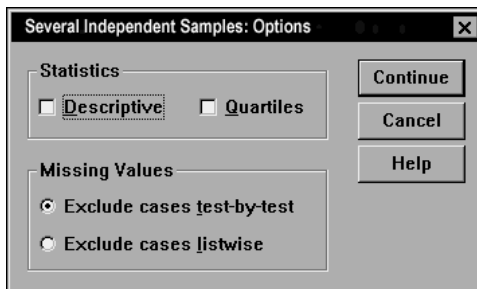 Several Independent Samples: Options
Statistics
Descriptive Quartiles
Continue
Cancel
Help
Missing Values
Exclude cases test-by-test
Exclude cases listwise